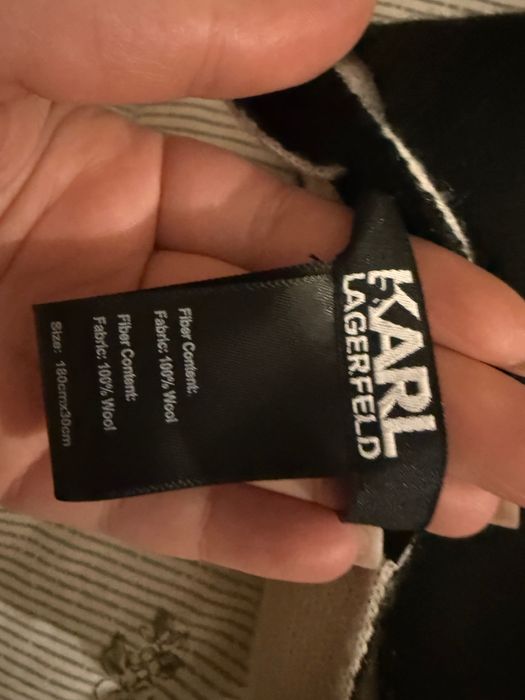 KARL
LAGERFELD
Fiber Content:
Fabric: 100% Wool
Fiber Content:
Fabric: 100% Wool
Size: 180cmx30cm